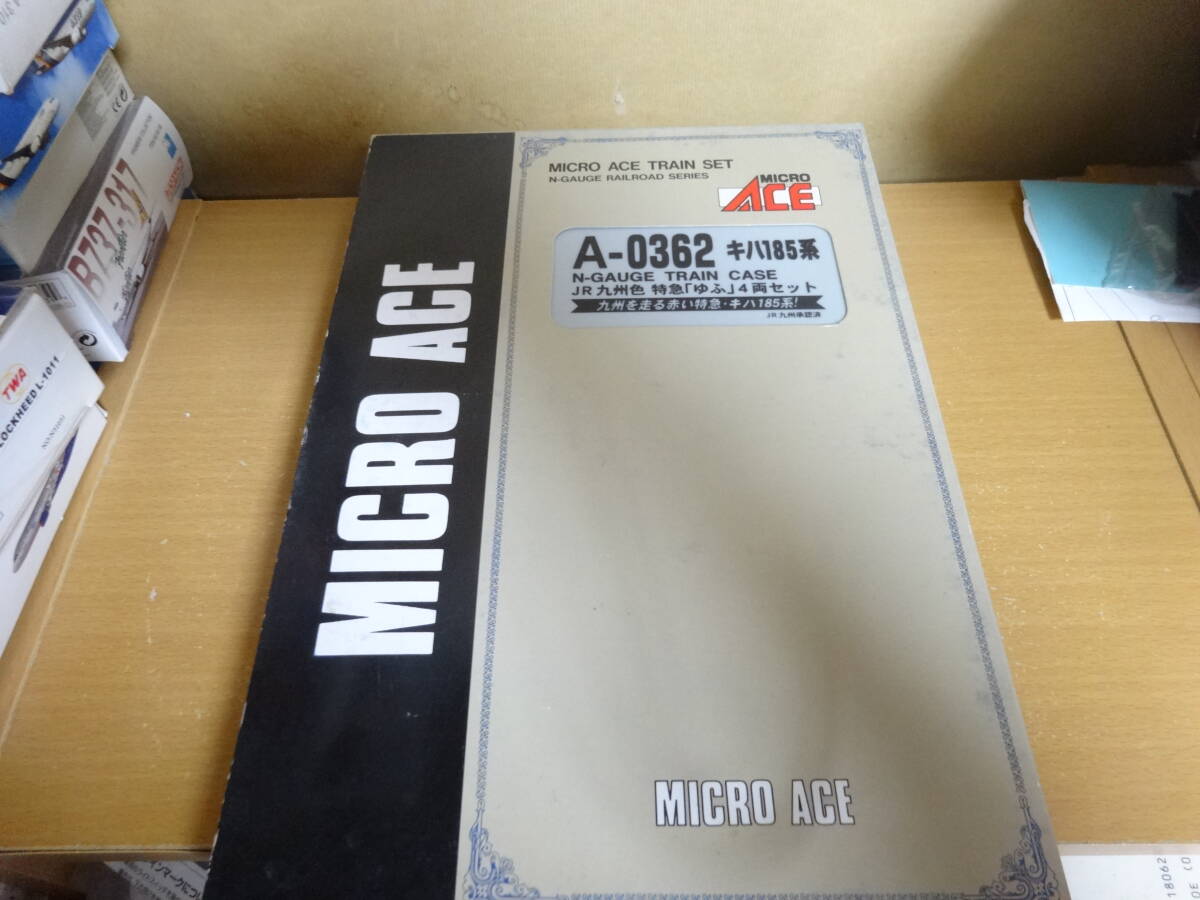 MICRO ACE TRAIN SET
N-GAUGE RAILROAD SERIES
MICRO
ACE
A-0362 キハ185系
N-GAUGE TRAIN CASE
JR九州色 特急「ゆふ」4両セット
九州を走る赤い特急・キハ185系!
JR九州承認済
MICRO ACE
MICRO ACE
B737-317
TWA
LOCKHEED L-1011
18062